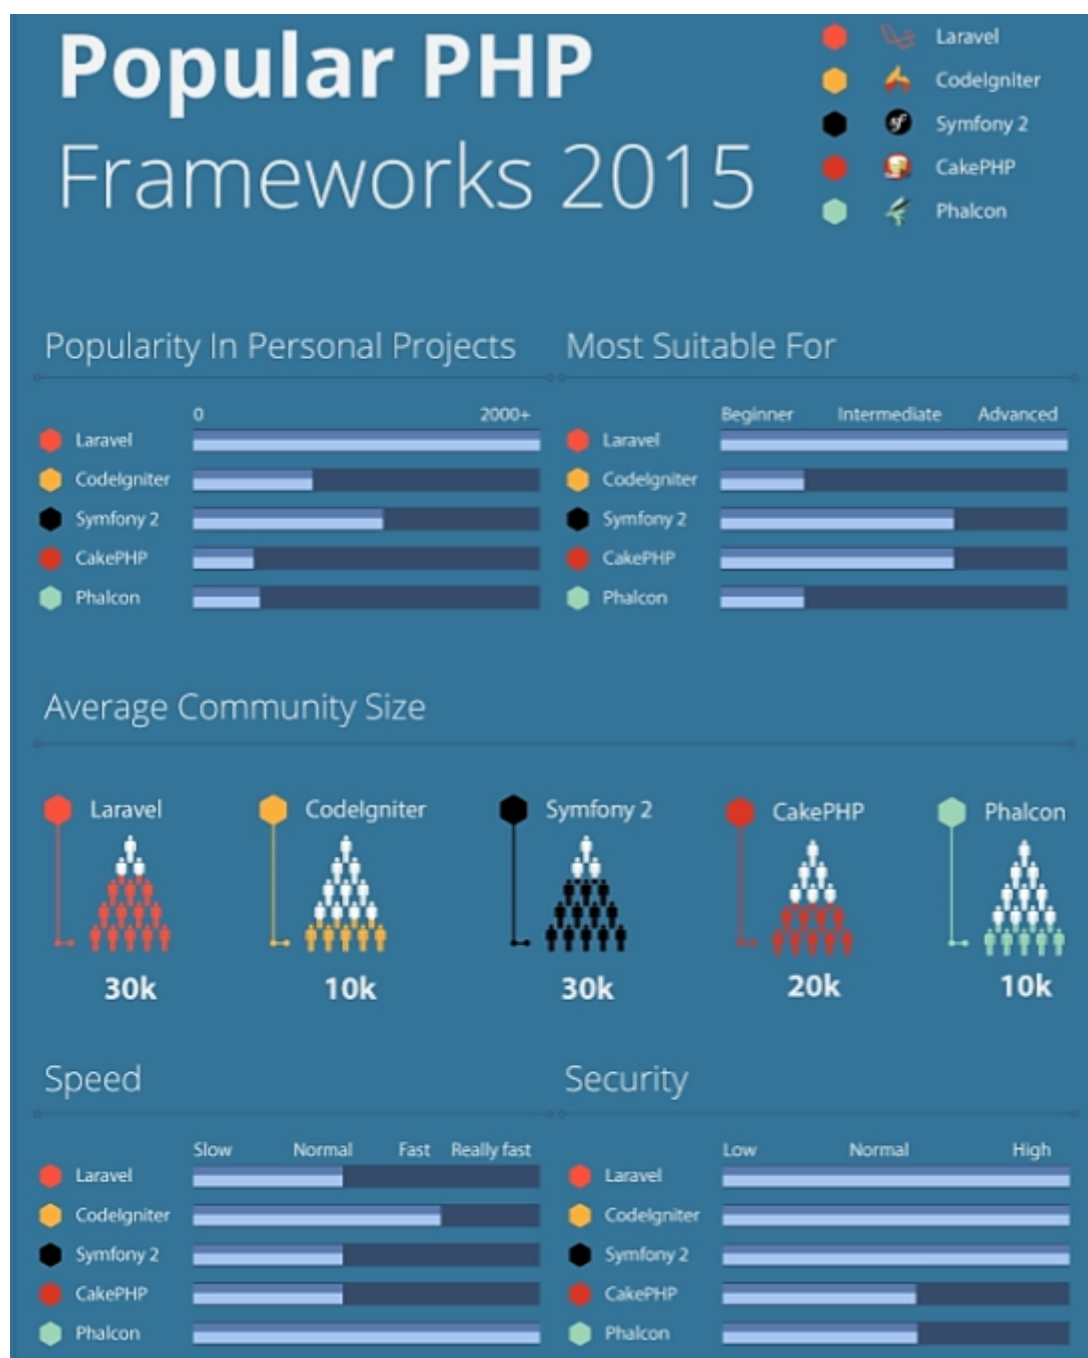 Popular PHP
Frameworks 2015
Laravel
CodeIgniter
sf Symfony 2
CakePHP
Phalcon
Popularity In Personal Projects
0 2000+
Laravel
CodeIgniter
Symfony 2
CakePHP
Phalcon
Most Suitable For
Beginner Intermediate Advanced
Laravel
CodeIgniter
Symfony 2
CakePHP
Phalcon
Average Community Size
Laravel CodeIgniter Symfony 2 CakePHP Phalcon
30k 10k 30k 20k 10k
Speed
Slow Normal Fast Really fast
Laravel
CodeIgniter
Symfony 2
CakePHP
Phalcon
Security
Low Normal High
Laravel
CodeIgniter
Symfony 2
CakePHP
Phalcon